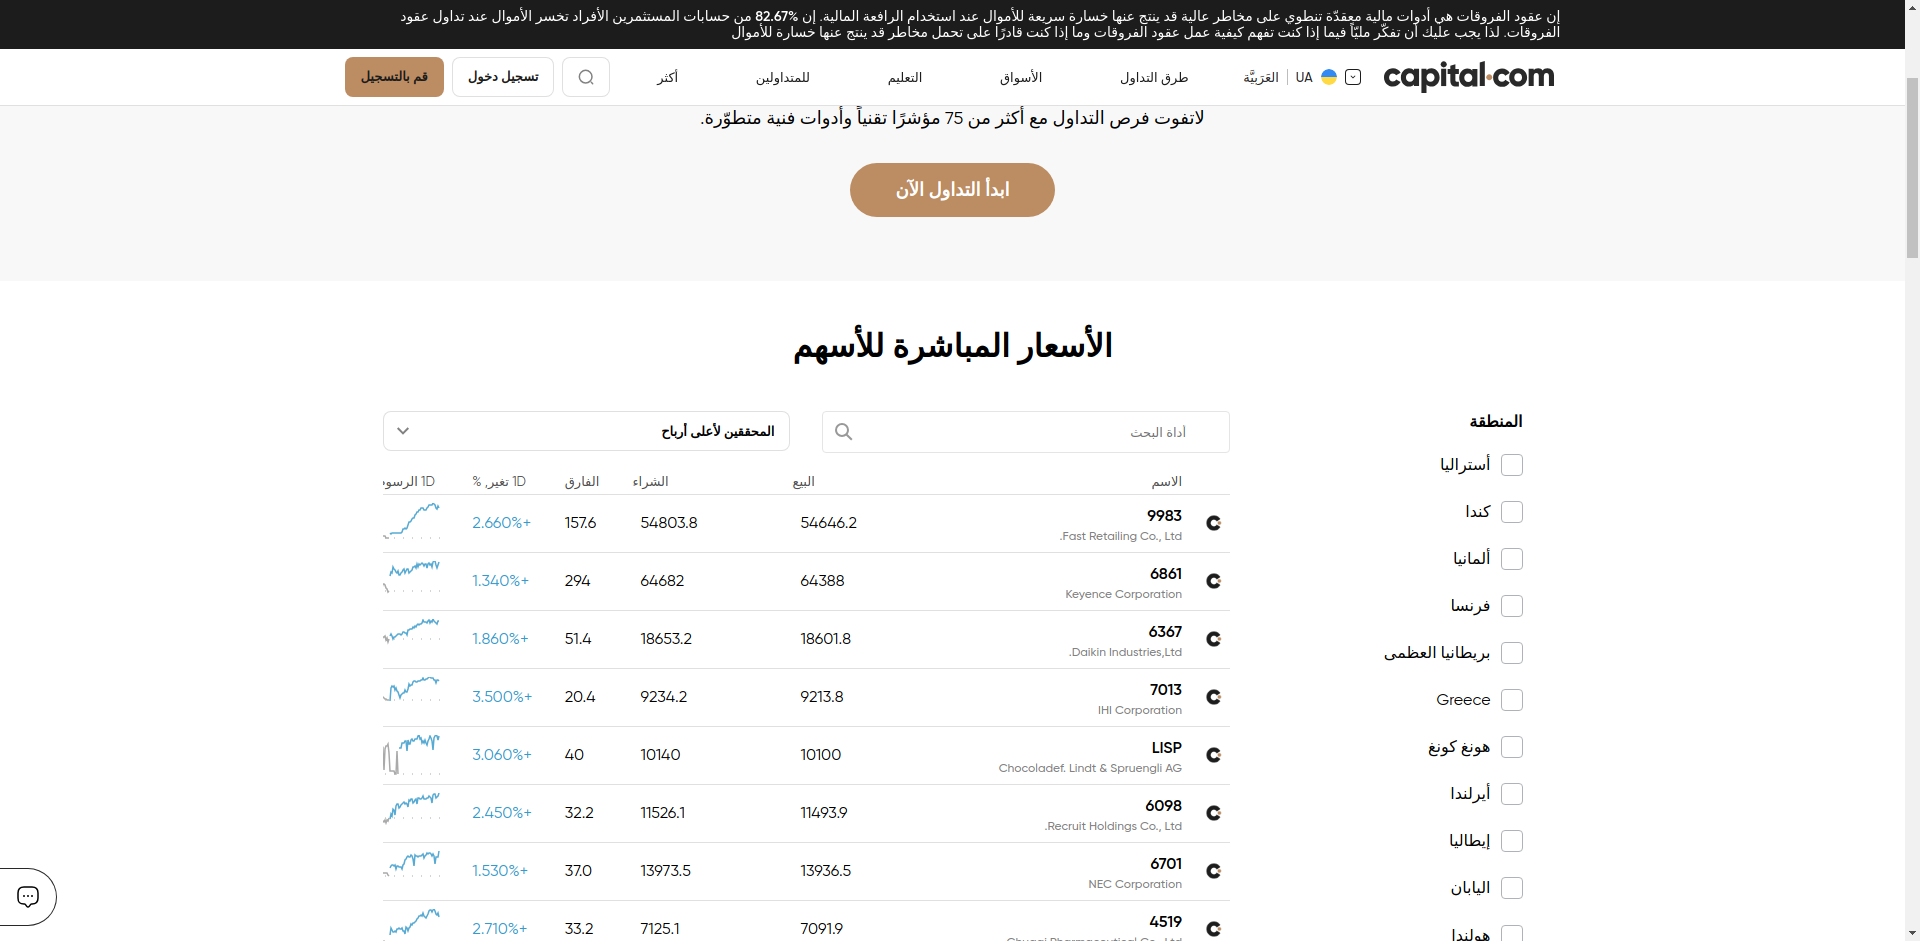 إن عقود الفروقات هي أدوات مالية معقدّة تنطوي على مخاطر عالية قد ينتج عنها خسارة سريعة للأموال عند استخدام الرافعة المالية. إن 82.67% من حسابات المستثمرين الأفراد تخسر الأموال عند تداول عقود
الفروقات. لذا يجب عليك أن تفكّر مليّاً فيما إذا كنت تفهم كيفية عمل عقود الفروقات وما إذا كنت قادرًا على تحمل مخاطر قد ينتج عنها خسارة للأموال
capital.com
UA
العَرَبِيَّة
طرق التداول
الأسواق
التعليم
للمتداولين
أكثر
تسجيل دخول
قم بالتسجيل
لاتفوت فرص التداول مع أكثر من 75 مؤشرًا تقنياً وأدوات فنية متطوّرة.
ابدأ التداول الآن
الأسعار المباشرة للأسهم
المنطقة
أستراليا
كندا
ألمانيا
فرنسا
بريطانيا العظمى
Greece
هونغ كونغ
أيرلندا
إيطاليا
اليابان
هولندا
أداة البحث
المحققين لأعلى أرباح
الاسم البيع الشراء الفارق 1D تغير, % 1D الرسوم
9983 54646.2 54803.8 157.6 2.660%+
Fast Retailing Co., Ltd.
6861 64388 64682 294 1.340%+
Keyence Corporation
6367 18601.8 18653.2 51.4 1.860%+
Daikin Industries,Ltd.
7013 9213.8 9234.2 20.4 3.500%+
IHI Corporation
LISP 10100 10140 40 3.060%+
Chocoladef. Lindt & Spruengli AG
6098 11493.9 11526.1 32.2 2.450%+
Recruit Holdings Co., Ltd.
6701 13936.5 13973.5 37.0 1.530%+
NEC Corporation
4519 7091.9 7125.1 33.2 2.710%+
Chugai Pharmaceutical Co., Ltd